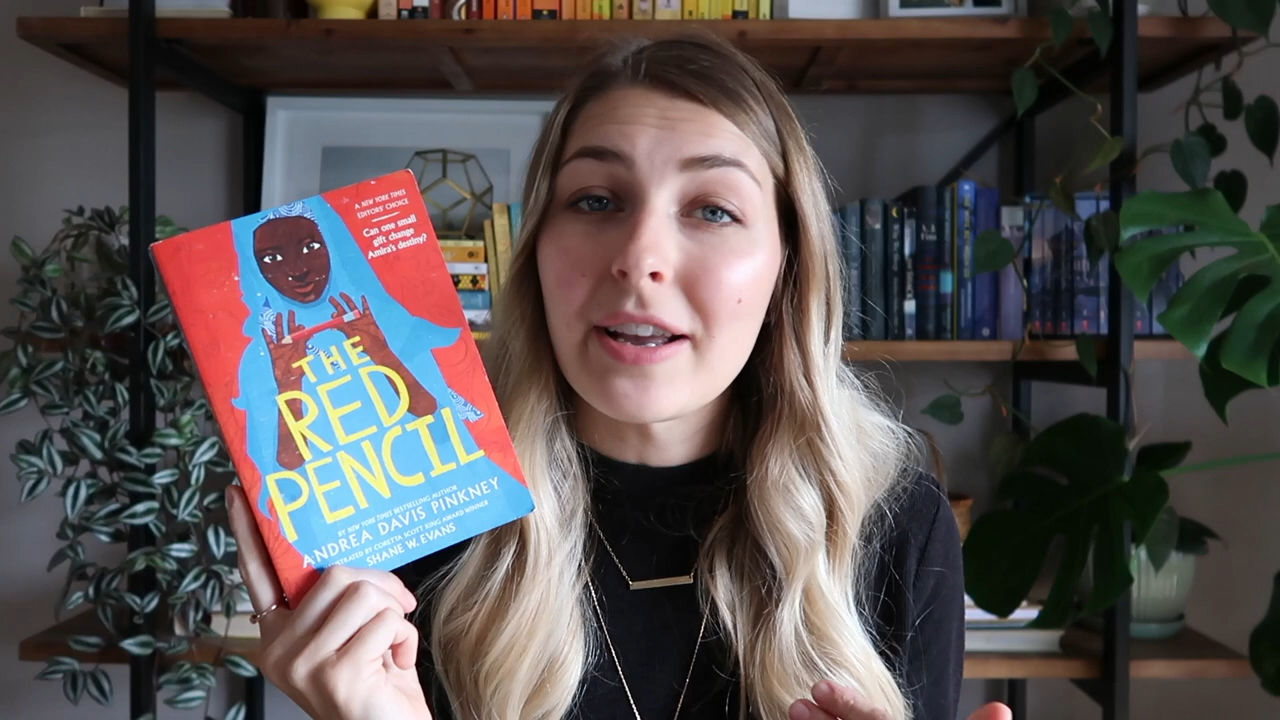 A NEW YORK TIMES
EDITORS' CHOICE
Can one small
gift change
Amira's destiny?
THE
RED
PENCIL
BY NEW YORK TIMES BESTSELLING AUTHOR
ANDREA DAVIS PINKNEY
ILLUSTRATED BY CORETTA SCOTT KING AWARD WINNER
SHANE W. EVANS